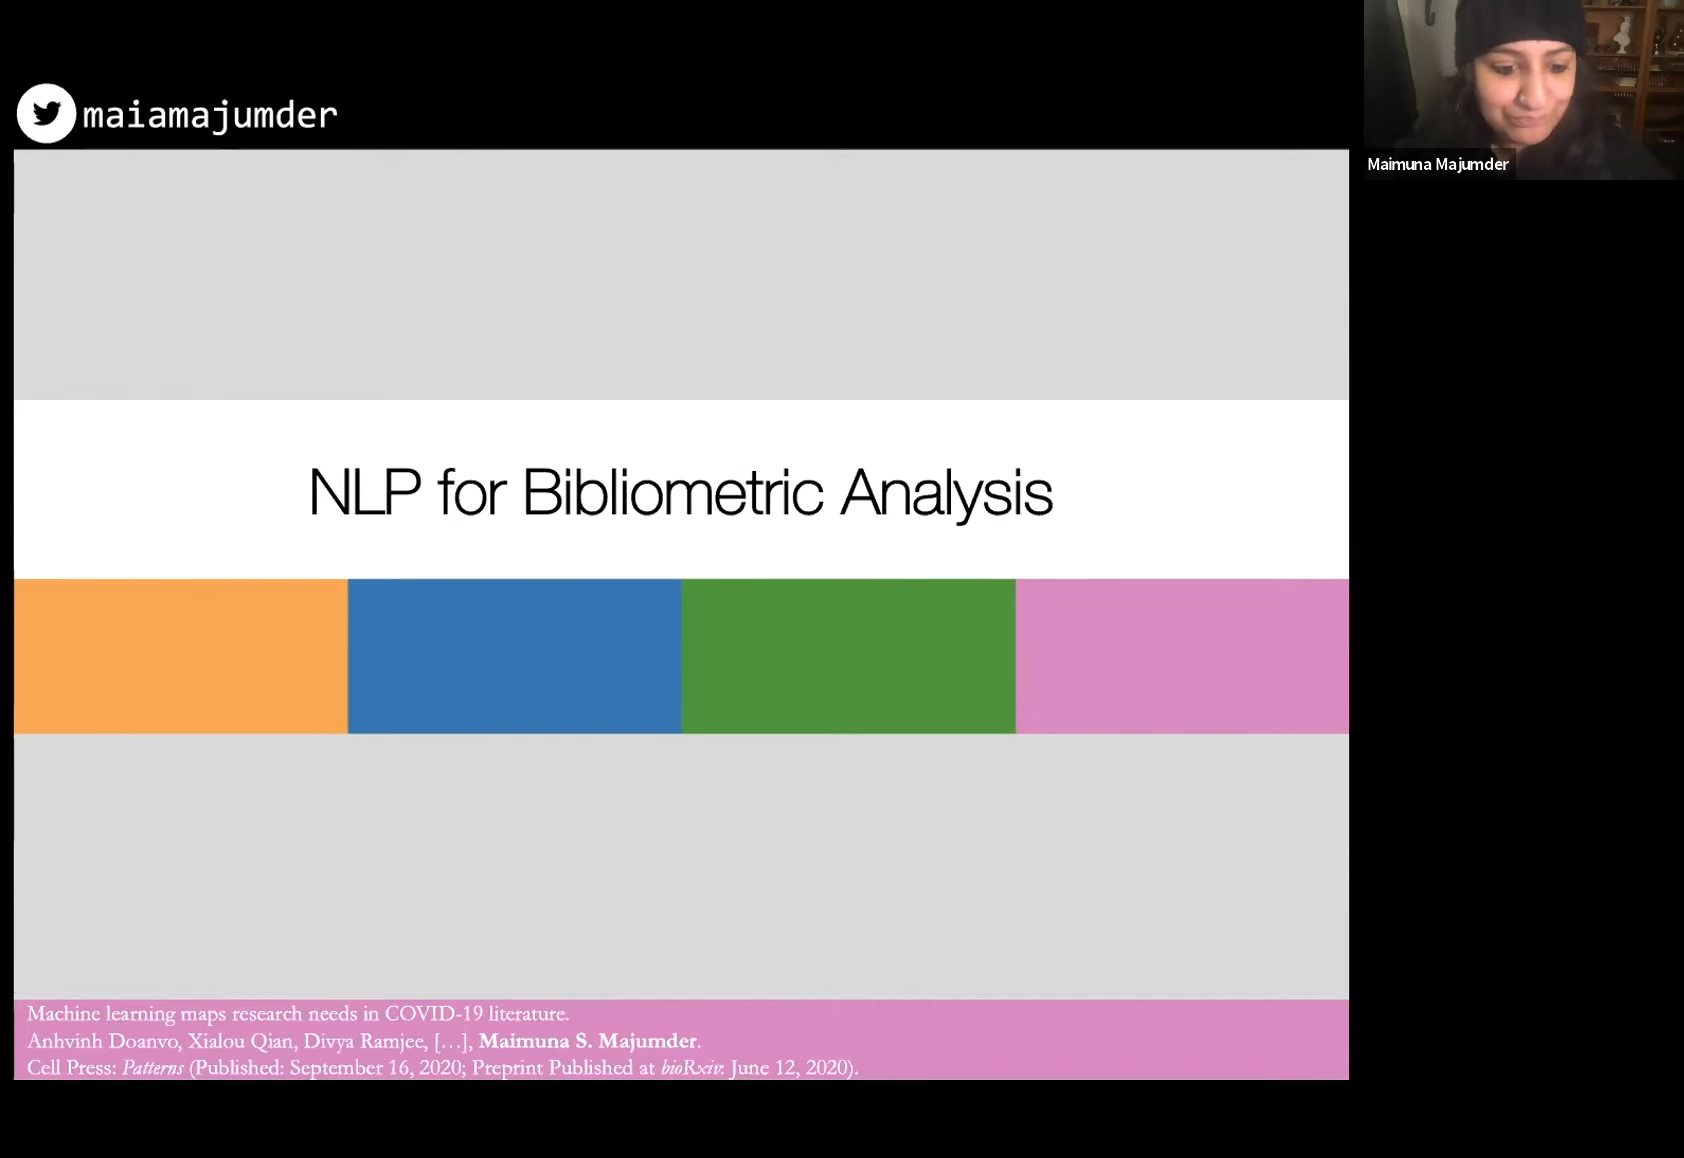 maiamajumder
Maimuna Majumder
NLP for Bibliometric Analysis
Machine learning maps research needs in COVID-19 literature.
Anhvinh Doanvo, Xialou Qian, Divya Ramjee, [...], Maimuna S. Majumder.
Cell Press: Patterns (Published: September 16, 2020; Preprint Published at bioRxiv: June 12, 2020).